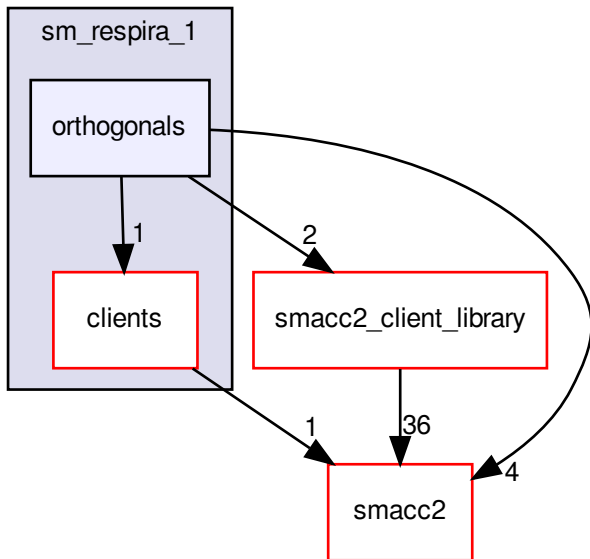 sm_respira_1
orthogonals
1
2
clients
smacc2_client_library
1
36
4
smacc2